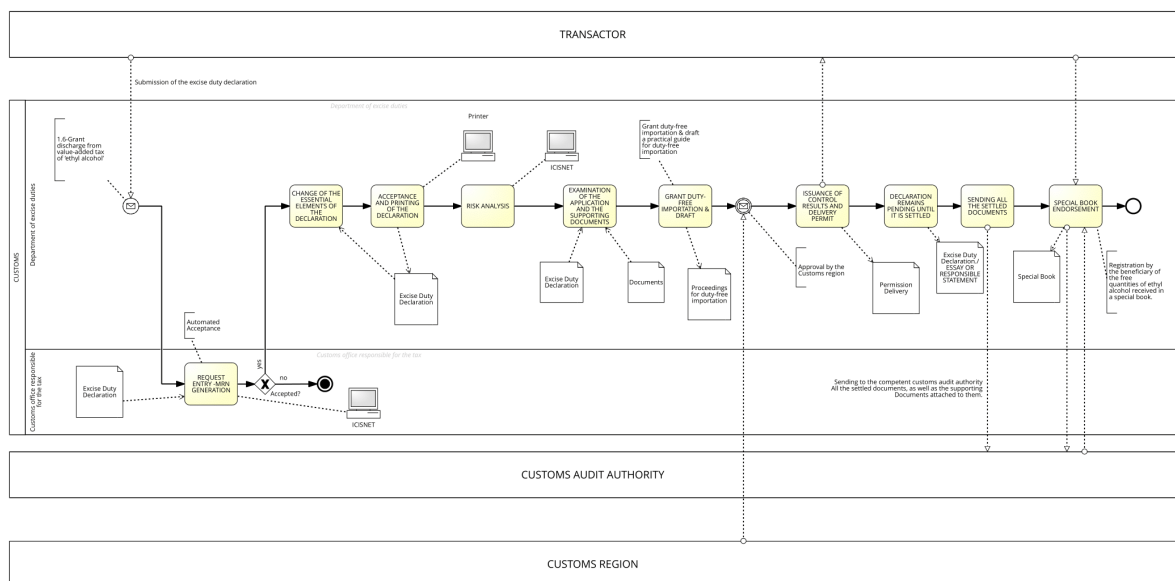 TRANSACTOR
Submission of the excise duty declaration
Department of excise duties
CUSTOMS
Department of excise duties
1.6-Grant
discharge from
value-added tax
of 'ethyl alcohol'
Printer
ICISNET
Grant duty-free
importation & draft
a practical guide
for duty-free
importation
CHANGE OF THE
ESSENTIAL
ELEMENTS OF
THE
DECLARATION
ACCEPTANCE
AND PRINTING
OF THE
DECLARATION
RISK ANALYSIS
EXAMINATION
OF THE
APPLICATION
AND THE
SUPPORTING
DOCUMENTS
GRANT DUTY-
FREE
IMPORTATION &
DRAFT
ISSUANCE OF
CONTROL
RESULTS AND
DELIVERY
PERMIT
DECLARATION
REMAINS
PENDING UNTIL
IT IS SETTLED
SENDING ALL
THE SETTLED
DOCUMENTS
SPECIAL BOOK
ENDORSEMENT
Excise Duty
Declaration
Excise Duty
Declaration
Documents
Proceedings
for duty-free
importation
Approval by the
Customs region
Permission
Delivery
Excise Duty
Declaration./
ESSAY OR
RESPONSIBLE
STATEMENT
Special Book
Registration by
the beneficiary of
the free
quantities of ethyl
alcohol received in
a special book.
Automated
Acceptance
Customs office responsible for the tax
Customs office responsible
for the tax
Excise Duty
Declaration
REQUEST
ENTRY -MRN
GENERATION
yes
no
Accepted?
ICISNET
Sending to the competent customs audit authority
All the settled documents, as well as the supporting
Documents attached to them.
CUSTOMS AUDIT AUTHORITY
CUSTOMS REGION